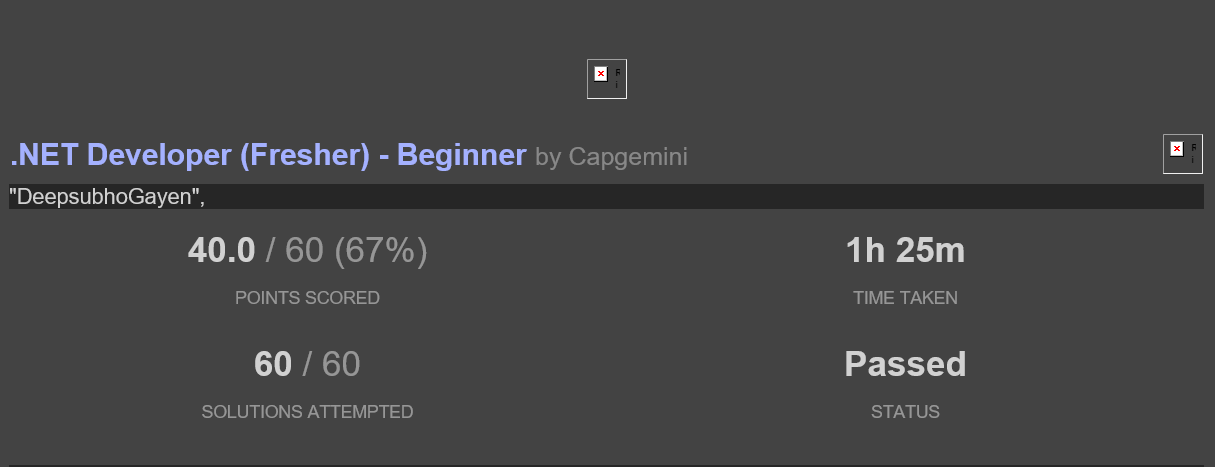 .NET Developer (Fresher) - Beginner by Capgemini
"DeepsubhoGayen",
40.0 / 60 (67%)
1h 25m
POINTS SCORED
TIME TAKEN
60 / 60
Passed
SOLUTIONS ATTEMPTED
STATUS